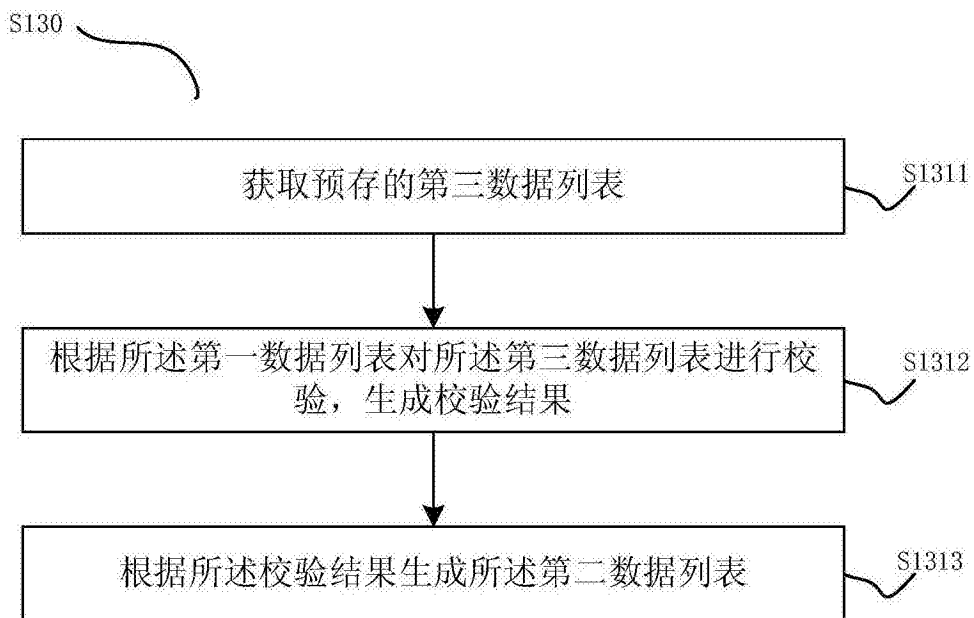 S130
获取预存的第三数据列表
S1311
根据所述第一数据列表对所述第三数据列表进行校
验，生成校验结果
S1312
根据所述校验结果生成所述第二数据列表
S1313